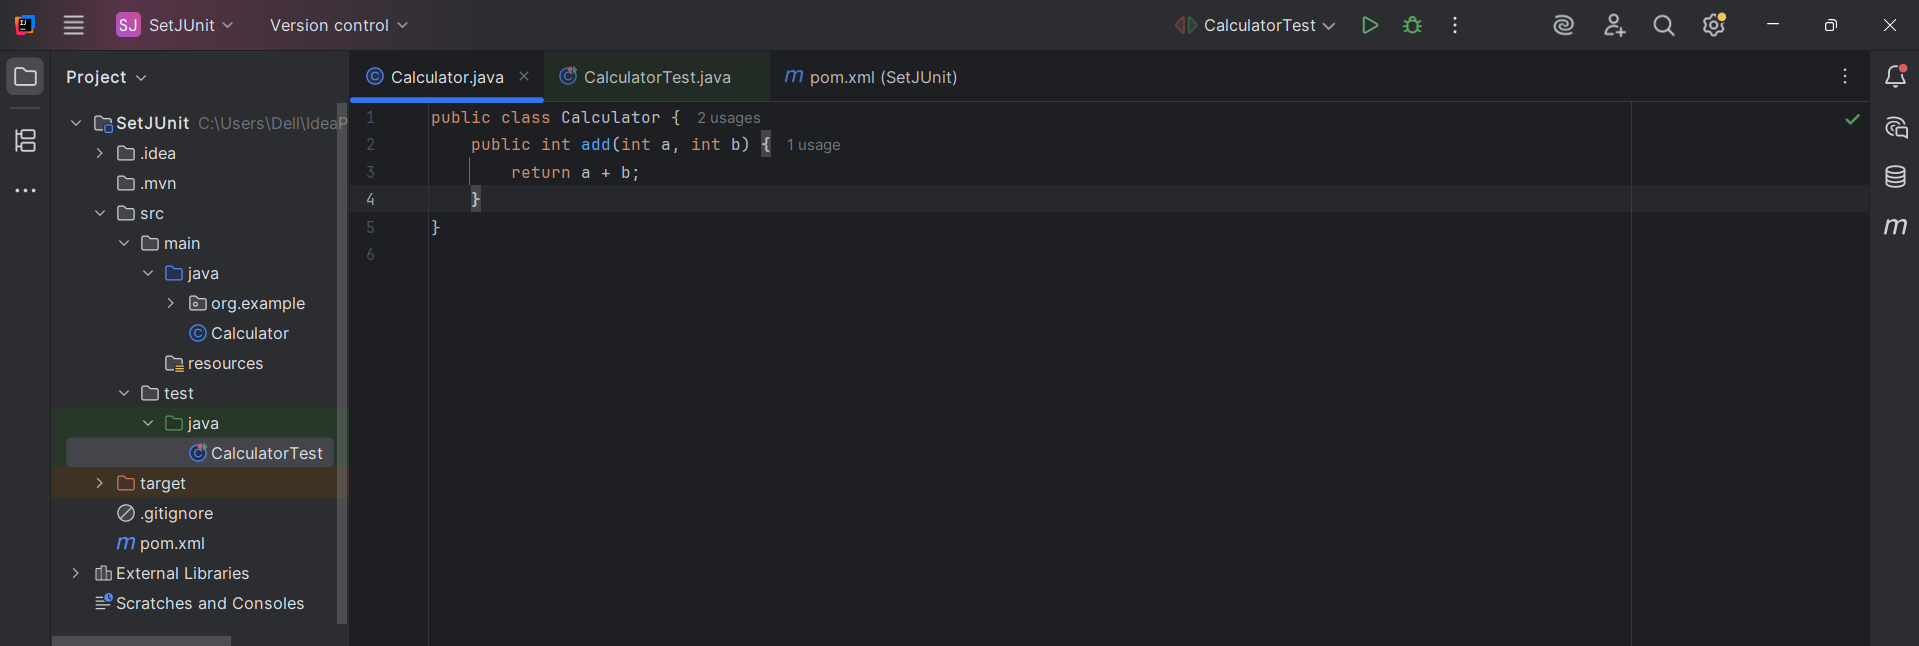 SJ SetJUnit Version control CalculatorTest
Project
Calculator.java CalculatorTest.java pom.xml (SetJUnit)
SetJUnit C:\Users\Dell\IdeaP
.idea
.mvn
src
main
java
org.example
Calculator
resources
test
java
CalculatorTest
target
.gitignore
pom.xml
External Libraries
Scratches and Consoles
1 public class Calculator { 2 usages
2 public int add(int a, int b) { 1 usage
3 return a + b;
4 }
5 }
6